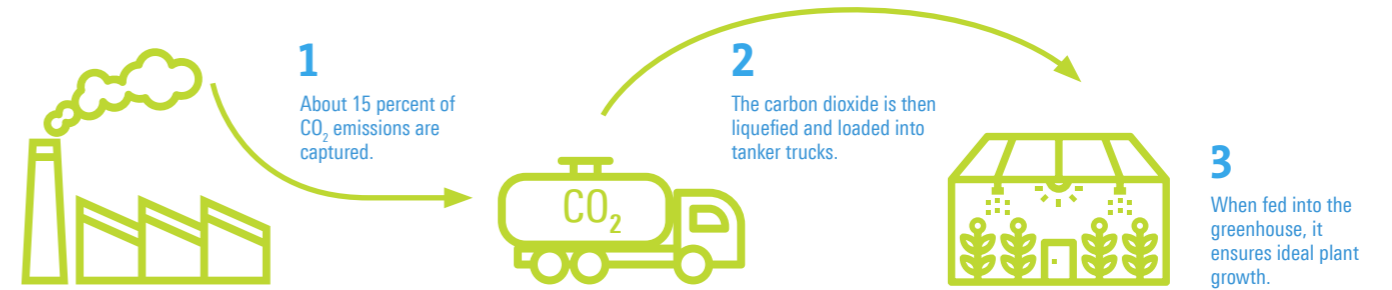 1
About 15 percent of
CO₂ emissions are
captured.
CO₂
2
The carbon dioxide is then
liquefied and loaded into
tanker trucks.
3
When fed into the
greenhouse, it
ensures ideal plant
growth.